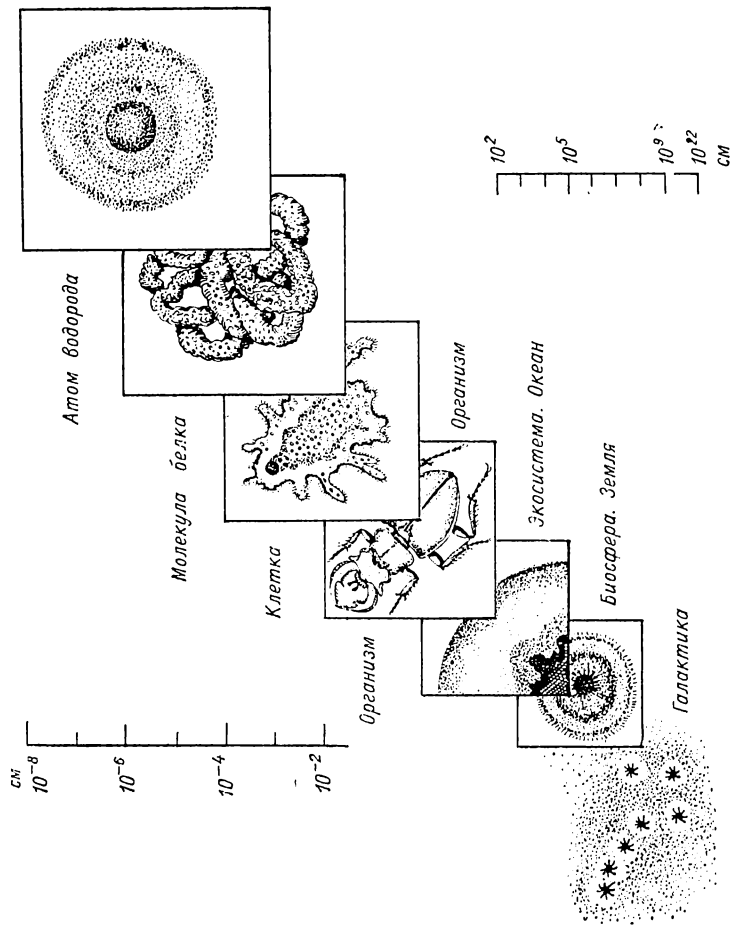 см
10⁻⁸
10⁻⁶
10⁻⁴
10⁻²
Атом водорода
Молекула белка
Клетка
Организм
Организм
Экосистема. Океан
Биосфера. Земля
Галактика
10²
10⁵
10⁹
10²²
см